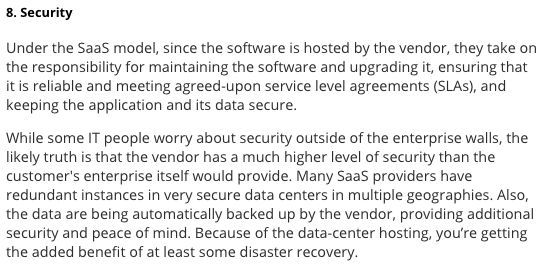 8. Security
Under the SaaS model, since the software is hosted by the vendor, they take on
the responsibility for maintaining the software and upgrading it, ensuring that
it is reliable and meeting agreed-upon service level agreements (SLAs), and
keeping the application and its data secure.
While some IT people worry about security outside of the enterprise walls, the
likely truth is that the vendor has a much higher level of security than the
customer's enterprise itself would provide. Many SaaS providers have
redundant instances in very secure data centers in multiple geographies. Also,
the data are being automatically backed up by the vendor, providing additional
security and peace of mind. Because of the data-center hosting, you’re getting
the added benefit of at least some disaster recovery.